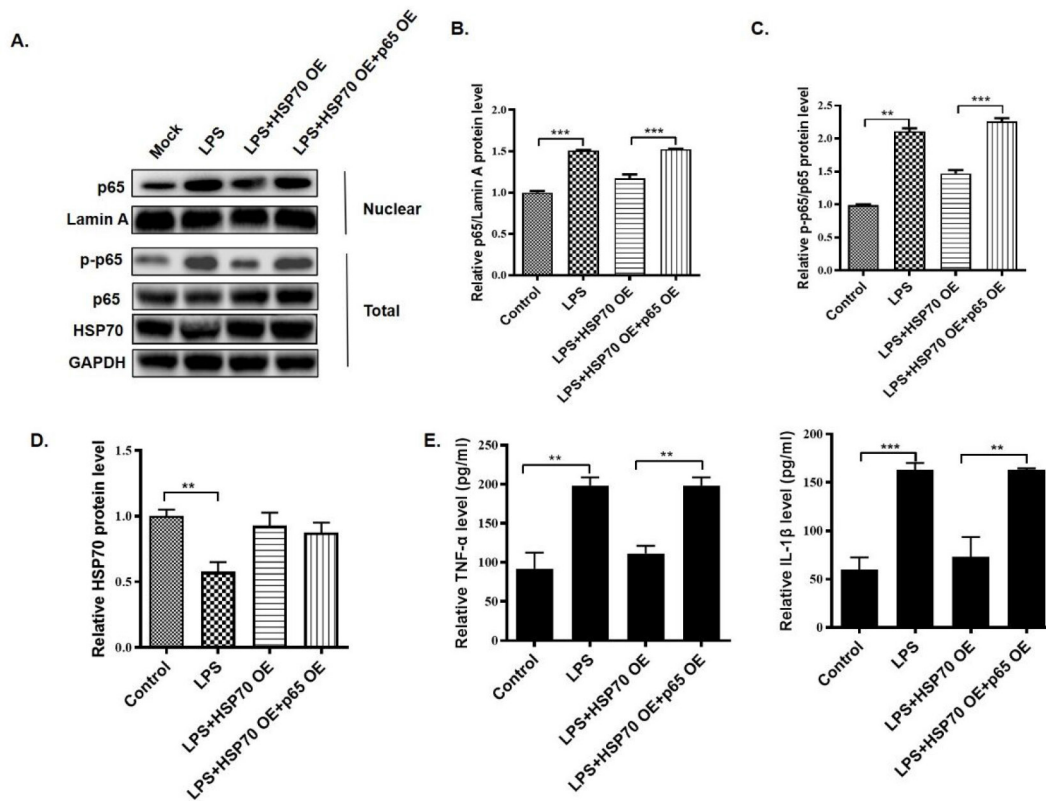 A.
Mock
LPS
LPS+HSP70 OE
LPS+HSP70 OE+p65 OE
p65
Lamin A
Nuclear
p-p65
p65
HSP70
GAPDH
Total
B.
Relative p65/Lamin A protein level
2.0
1.5
1.0
0.5
0.0
***
***
Control
LPS
LPS+HSP70 OE
LPS+HSP70 OE+p65 OE
C.
Relative p-p65/p65 protein level
2.5
2.0
1.5
1.0
0.5
0.0
**
***
Control
LPS
LPS+HSP70 OE
LPS+HSP70 OE+p65 OE
D.
Relative HSP70 protein level
1.5
1.0
0.5
0.0
**
Control
LPS
LPS+HSP70 OE
LPS+HSP70 OE+p65 OE
E.
Relative TNF-α level (pg/ml)
250
200
150
100
50
0
**
**
Control
LPS
LPS+HSP70 OE
LPS+HSP70 OE+p65 OE
Relative IL-1β level (pg/ml)
200
150
100
50
0
***
**
Control
LPS
LPS+HSP70 OE
LPS+HSP70 OE+p65 OE